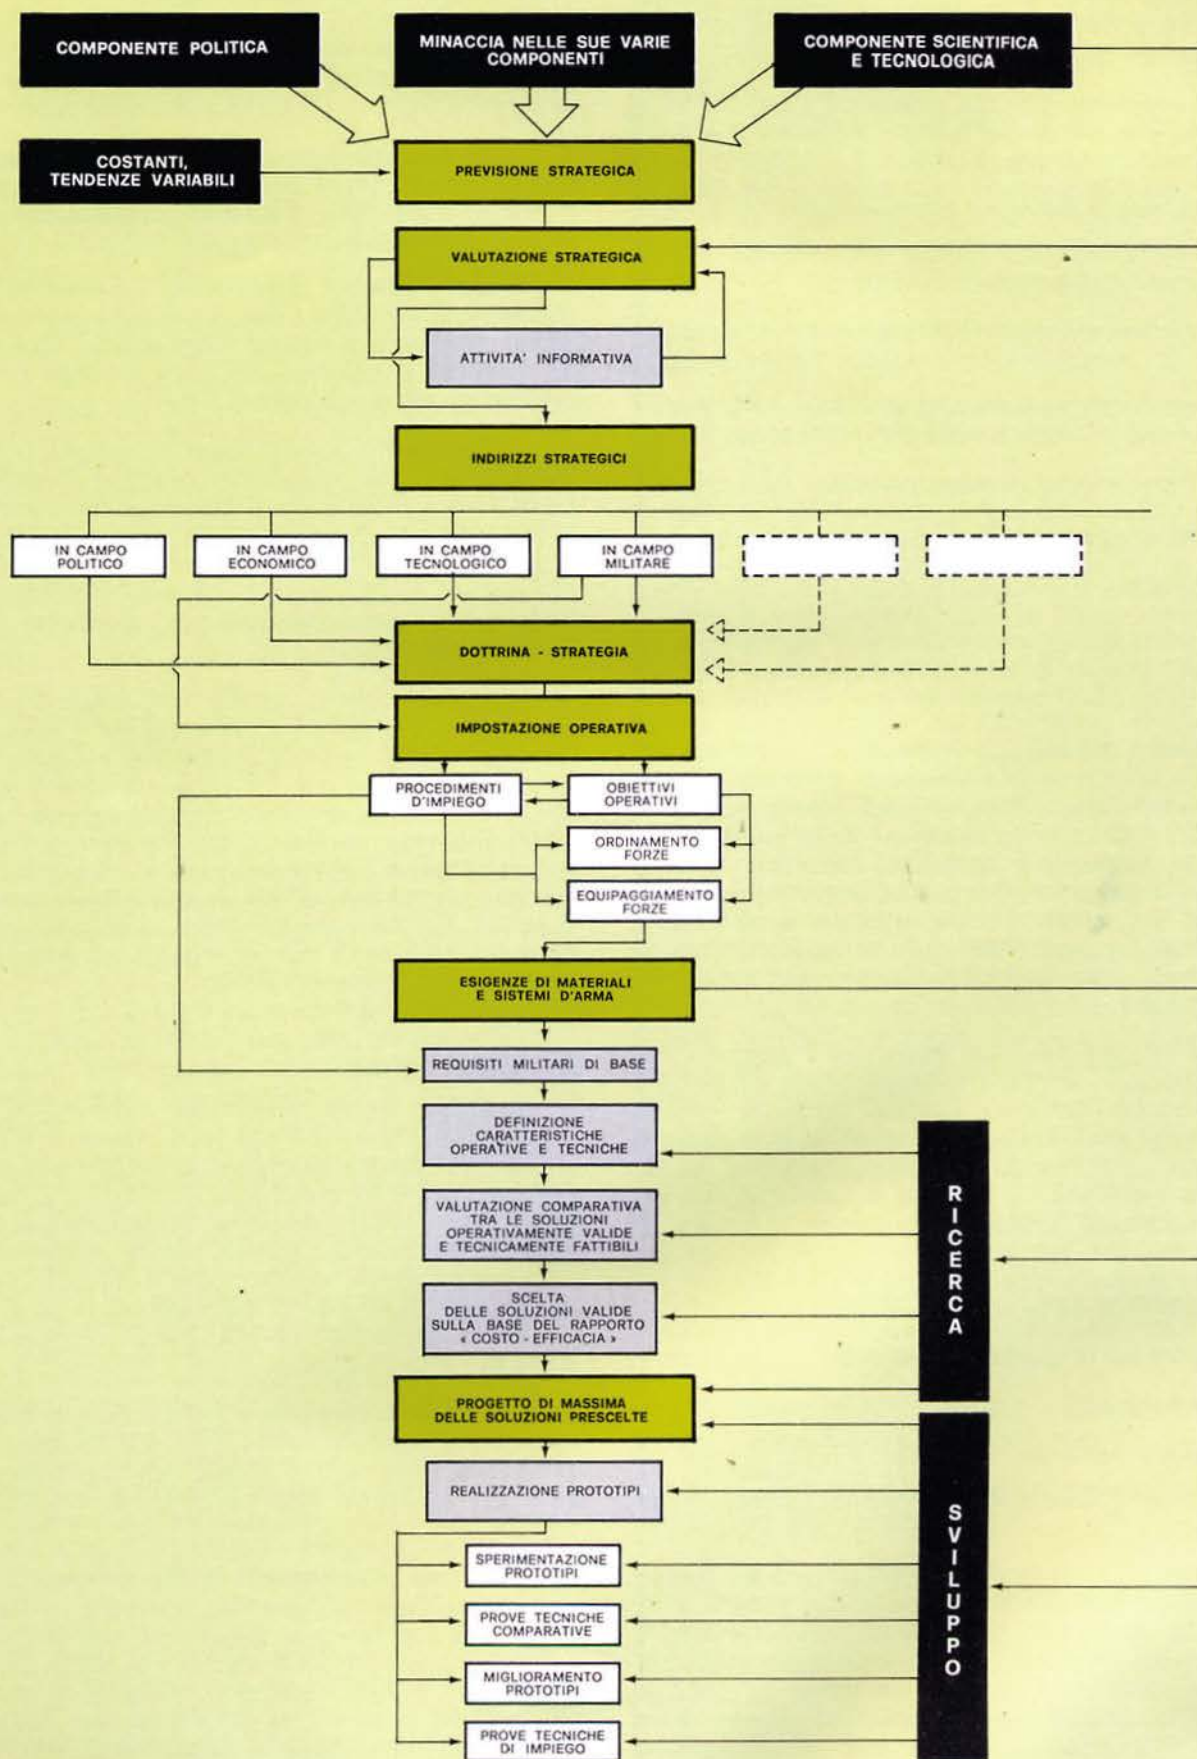 COMPONENTE POLITICA
MINACCIA NELLE SUE VARIE
COMPONENTI
COMPONENTE SCIENTIFICA
E TECNOLOGICA
COSTANTI,
TENDENZE VARIABILI
PREVISIONE STRATEGICA
VALUTAZIONE STRATEGICA
ATTIVITA' INFORMATIVA
INDIRIZZI STRATEGICI
IN CAMPO
POLITICO
IN CAMPO
ECONOMICO
IN CAMPO
TECNOLOGICO
IN CAMPO
MILITARE
DOTTRINA - STRATEGIA
IMPOSTAZIONE OPERATIVA
PROCEDIMENTI
D'IMPIEGO
OBIETTIVI
OPERATIVI
ORDINAMENTO
FORZE
EQUIPAGGIAMENTO
FORZE
ESIGENZE DI MATERIALI
E SISTEMI D'ARMA
REQUISITI MILITARI DI BASE
DEFINIZIONE
CARATTERISTICHE
OPERATIVE E TECNICHE
VALUTAZIONE COMPARATIVA
TRA LE SOLUZIONI
OPERATIVAMENTE VALIDE
E TECNICAMENTE FATTIBILI
SCELTA
DELLE SOLUZIONI VALIDE
SULLA BASE DEL RAPPORTO
« COSTO - EFFICACIA »
RICERCA
PROGETTO DI MASSIMA
DELLE SOLUZIONI PRESCELTE
REALIZZAZIONE PROTOTIPI
SPERIMENTAZIONE
PROTOTIPI
PROVE TECNICHE
COMPARATIVE
MIGLIORAMENTO
PROTOTIPI
PROVE TECNICHE
DI IMPIEGO
SVILUPPO